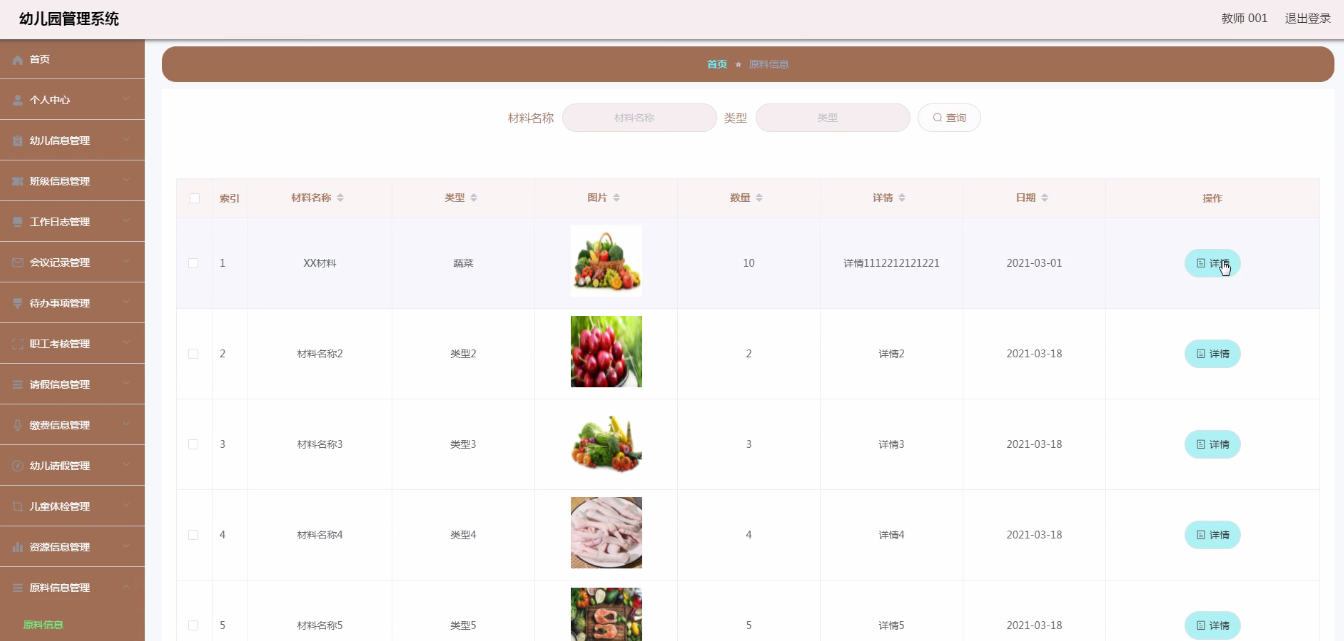 幼儿园管理系统
教师 001 退出登录
首页
个人中心
幼儿信息管理
班级信息管理
工作日志管理
会议记录管理
待办事项管理
职工考核管理
请假信息管理
缴费信息管理
幼儿请假管理
儿童体检管理
资源信息管理
原料信息管理
原料信息
首页 ★ 原料信息
材料名称 材料名称 类型 类型 查询
索引 材料名称 类型 图片 数量 详情 日期 操作
1 XX材料 蔬菜 10 详情1112212121221 2021-03-01 详情
2 材料名称2 类型2 2 详情2 2021-03-18 详情
3 材料名称3 类型3 3 详情3 2021-03-18 详情
4 材料名称4 类型4 4 详情4 2021-03-18 详情
5 材料名称5 类型5 5 详情5 2021-03-18 详情